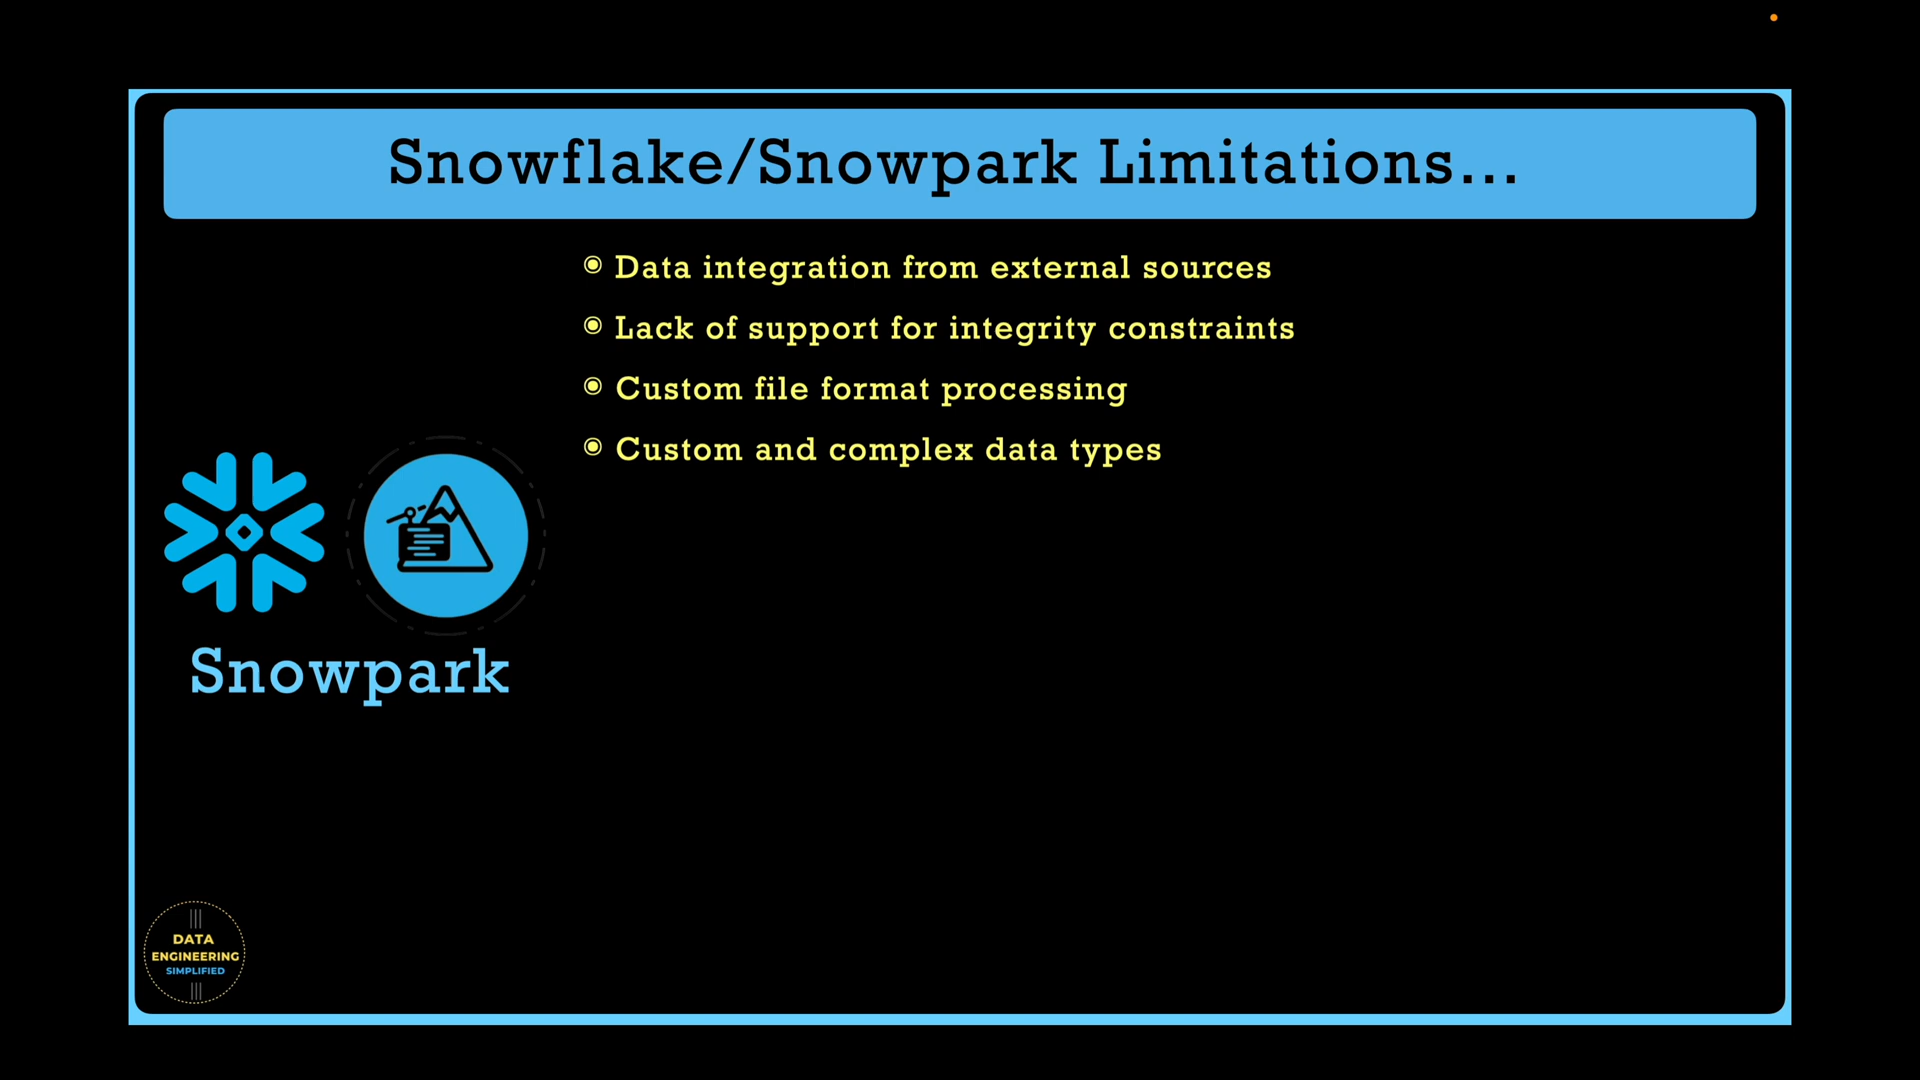 Snowflake/Snowpark Limitations...
Data integration from external sources
Lack of support for integrity constraints
Custom file format processing
Custom and complex data types
Snowpark
DATA
ENGINEERING
SIMPLIFIED